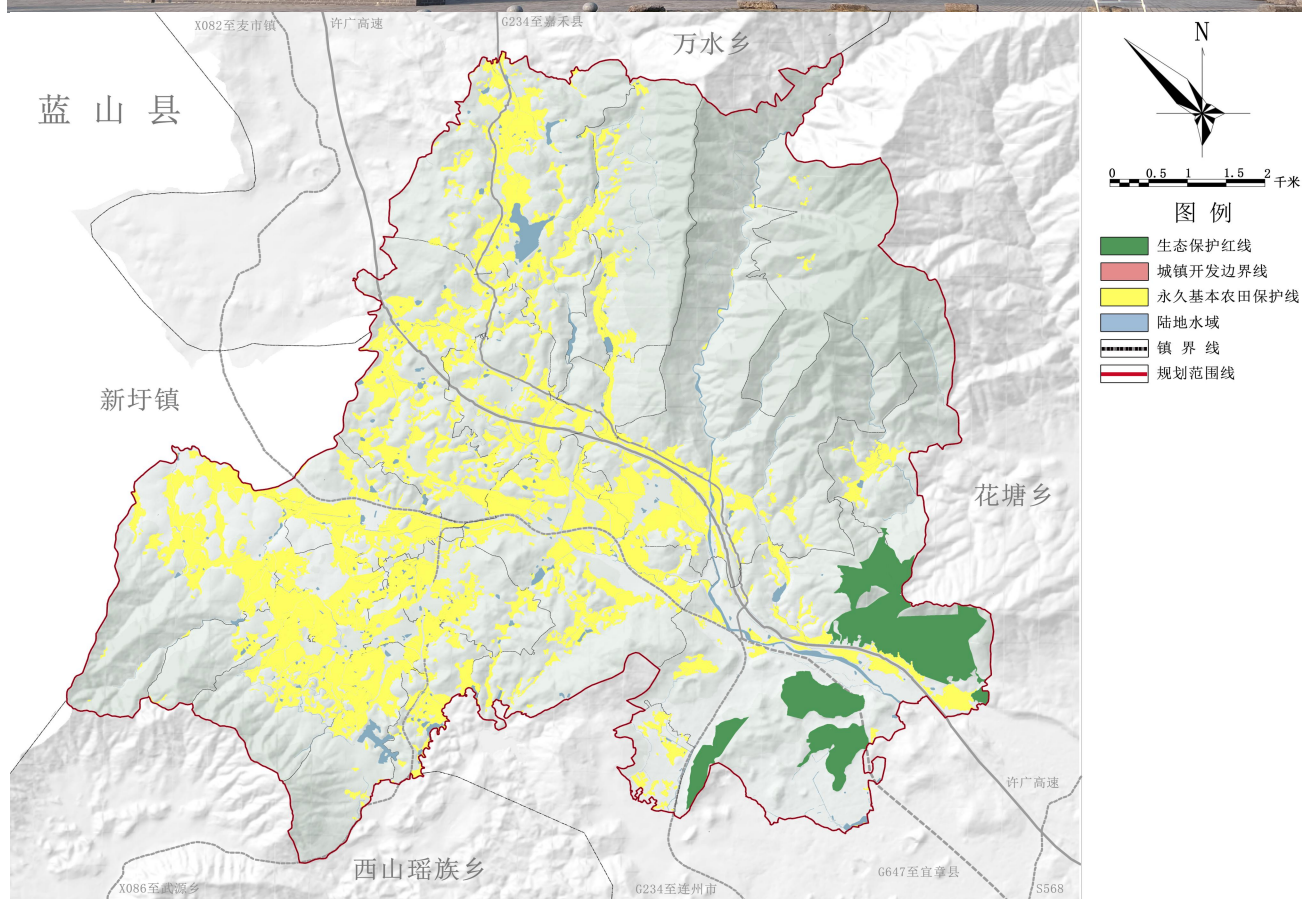 X082至麦市镇
许广高速
G234至嘉禾县
万水乡
N
蓝山县
0 0.5 1 1.5 2 千米
图例
生态保护红线
城镇开发边界线
永久基本农田保护线
陆地水域
镇界线
规划范围线
新圩镇
花塘乡
许广高速
西山瑶族乡
X086至武源乡
G234至连州市
G647至宜章县
S568